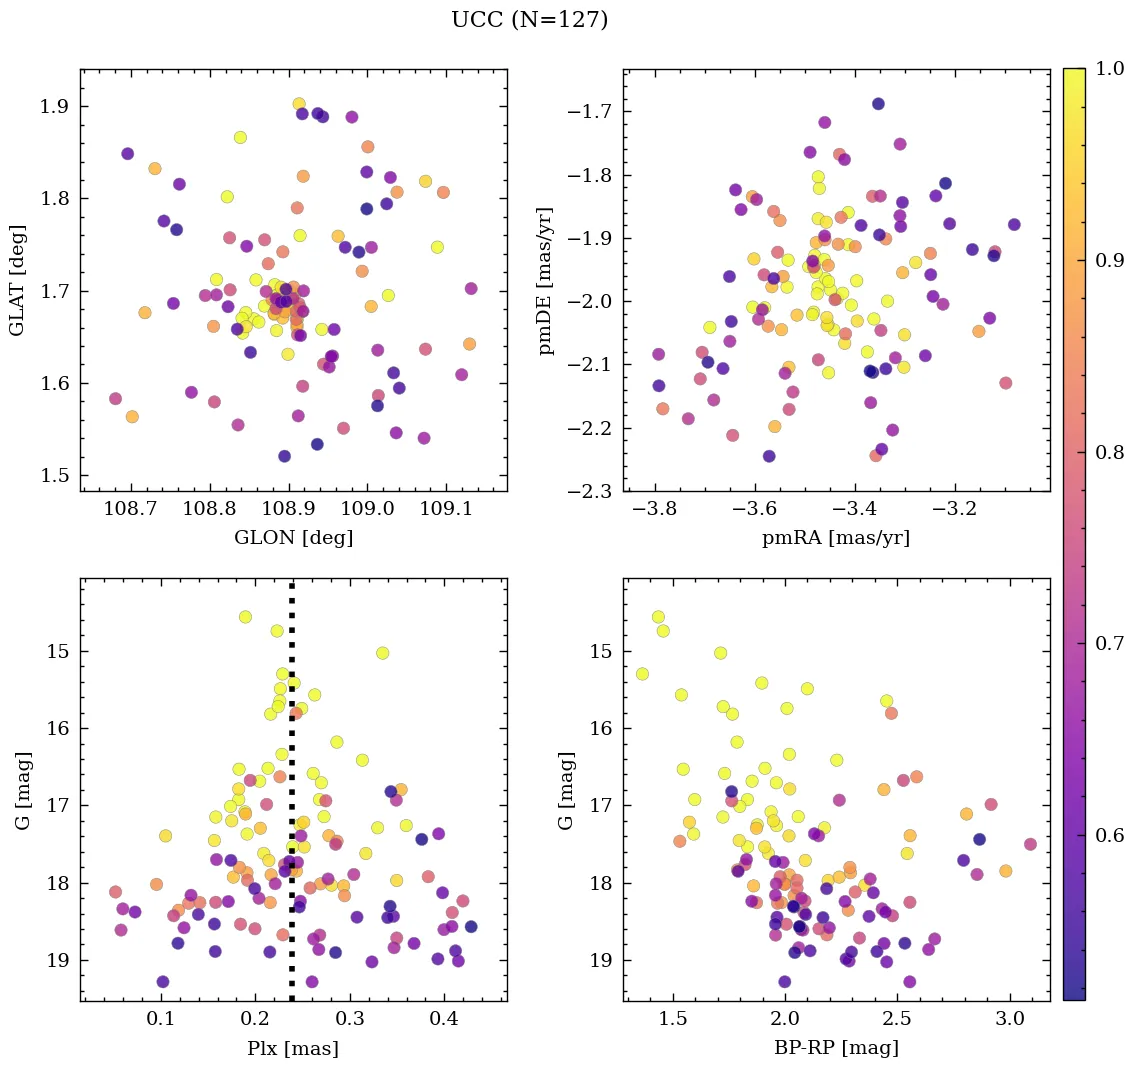 UCC (N=127)
1.9
1.8
1.7
1.6
1.5
GLAT [deg]
108.7 108.8 108.9 109.0 109.1
GLON [deg]
−1.7
−1.8
−1.9
−2.0
−2.1
−2.2
−2.3
pmDE [mas/yr]
−3.8 −3.6 −3.4 −3.2
pmRA [mas/yr]
15
16
17
18
19
G [mag]
0.1 0.2 0.3 0.4
Plx [mas]
15
16
17
18
19
G [mag]
1.5 2.0 2.5 3.0
BP-RP [mag]
1.0
0.9
0.8
0.7
0.6